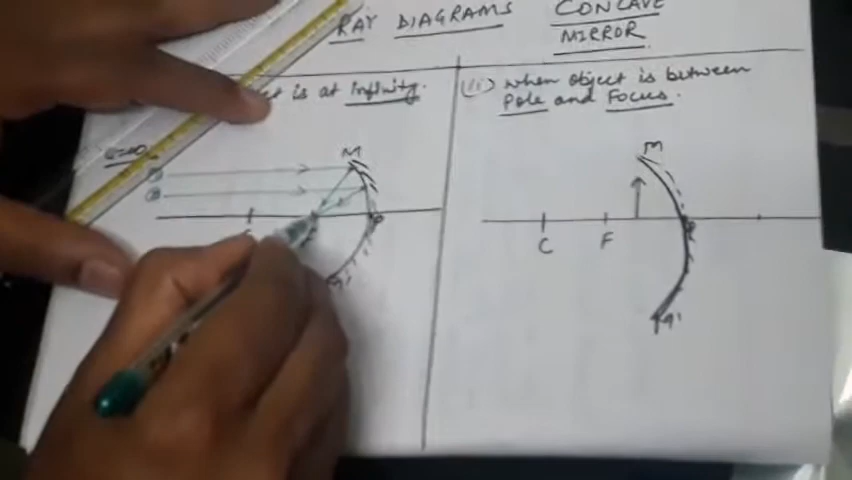 RAY DIAGRAMS
CONCAVE
MIRROR
is at Infinity.
(ii) When Object is between
Pole and Focus.
M
M
C
F
M'
M'